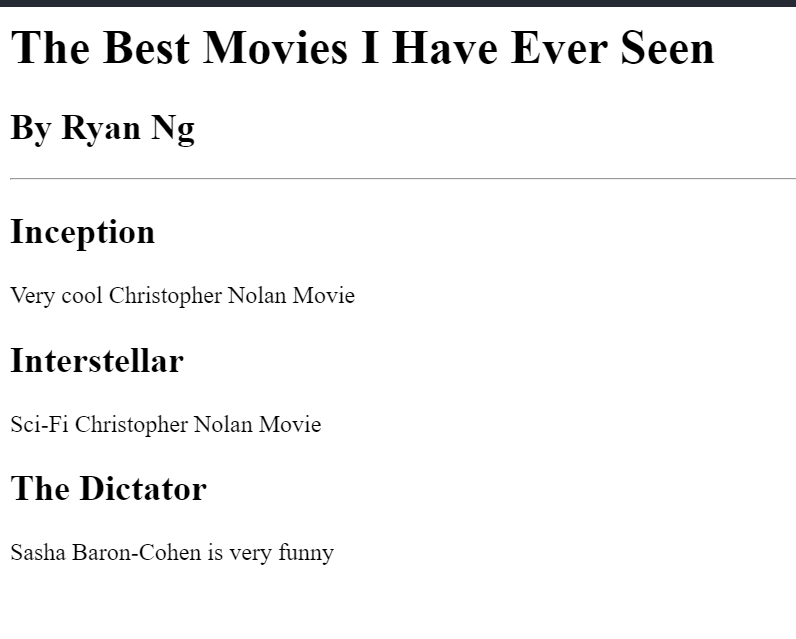 The Best Movies I Have Ever Seen
By Ryan Ng
Inception
Very cool Christopher Nolan Movie
Interstellar
Sci-Fi Christopher Nolan Movie
The Dictator
Sasha Baron-Cohen is very funny